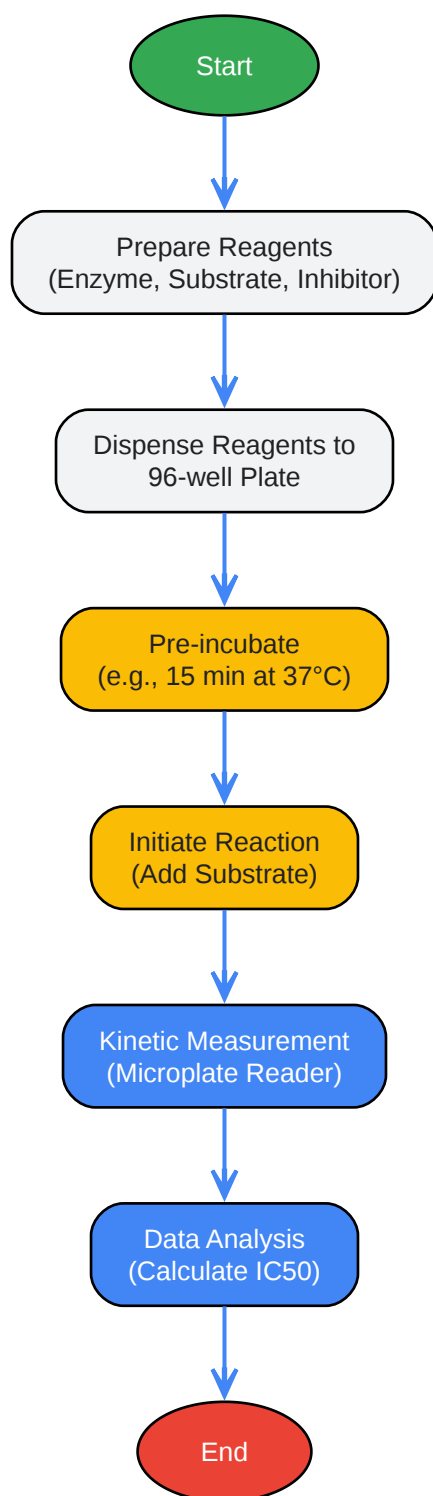 Start
Prepare Reagents
(Enzyme, Substrate, Inhibitor)
Dispense Reagents to
96-well Plate
Pre-incubate
(e.g., 15 min at 37°C)
Initiate Reaction
(Add Substrate)
Kinetic Measurement
(Microplate Reader)
Data Analysis
(Calculate IC50)
End